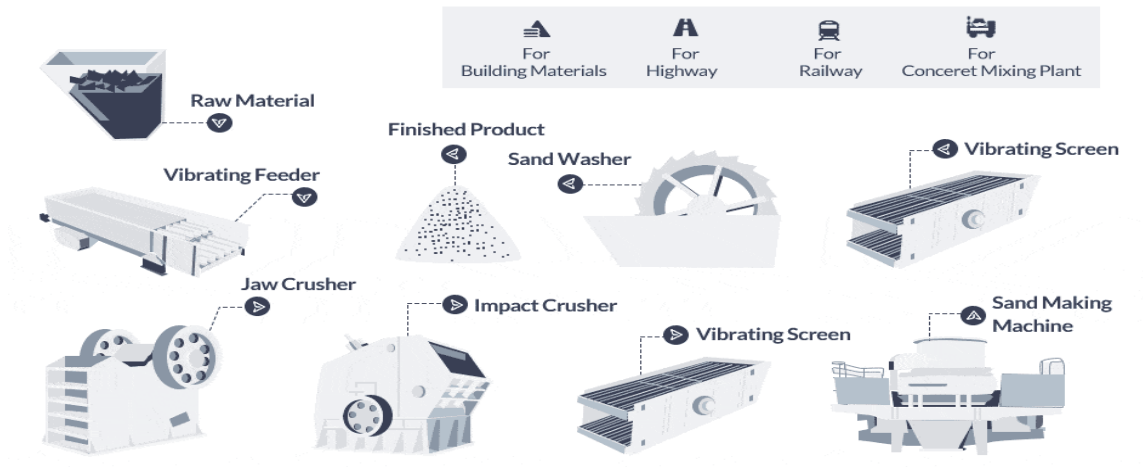 For
Building Materials
For
Highway
For
Railway
For
Conceret Mixing Plant
Raw Material
Vibrating Feeder
Finished Product
Sand Washer
Vibrating Screen
Jaw Crusher
Impact Crusher
Vibrating Screen
Sand Making
Machine